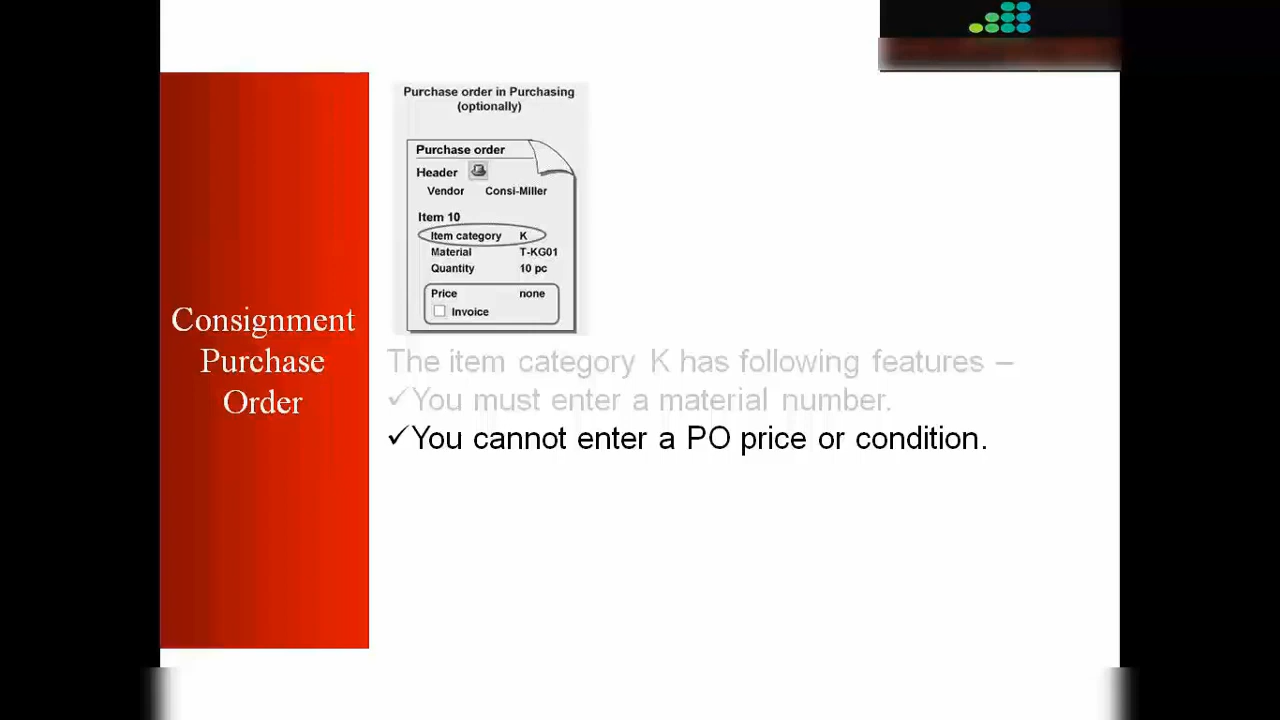 Purchase order in Purchasing
(optionally)
Purchase order
Header
Vendor Consi-Miller
Item 10
Item category K
Material T-KG01
Quantity 10 pc
Price none
Invoice
Consignment
Purchase
Order
The item category K has following features –
✓You must enter a material number.
✓You cannot enter a PO price or condition.